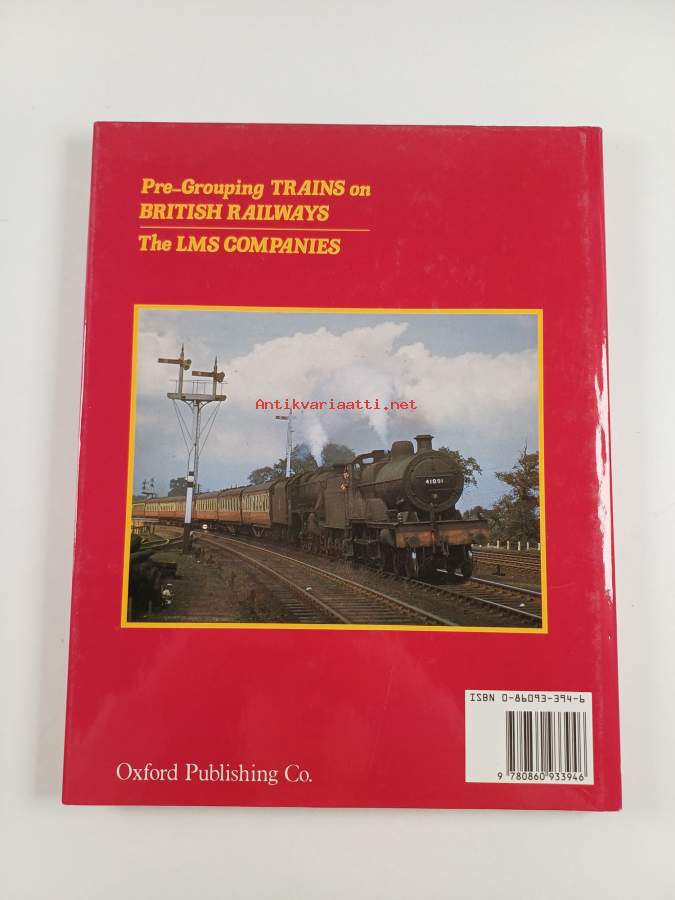 Pre-Grouping TRAINS on
BRITISH RAILWAYS
The LMS COMPANIES
Antikvariaatti.net
41091
ISBN 0-86093-394-6
9 780860 933946
Oxford Publishing Co.